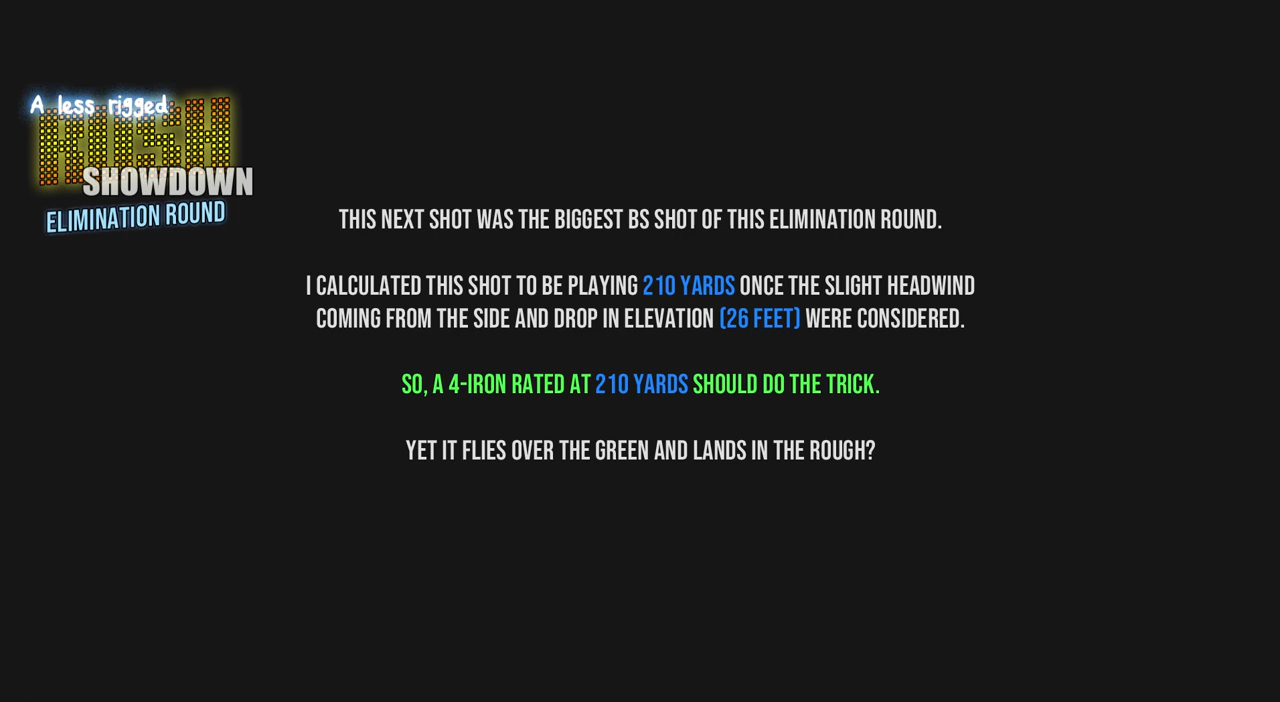 A less rigged
RUSH
SHOWDOWN
ELIMINATION ROUND
THIS NEXT SHOT WAS THE BIGGEST BS SHOT OF THIS ELIMINATION ROUND.
I CALCULATED THIS SHOT TO BE PLAYING 210 YARDS ONCE THE SLIGHT HEADWIND
COMING FROM THE SIDE AND DROP IN ELEVATION (26 FEET) WERE CONSIDERED.
SO, A 4-IRON RATED AT 210 YARDS SHOULD DO THE TRICK.
YET IT FLIES OVER THE GREEN AND LANDS IN THE ROUGH?